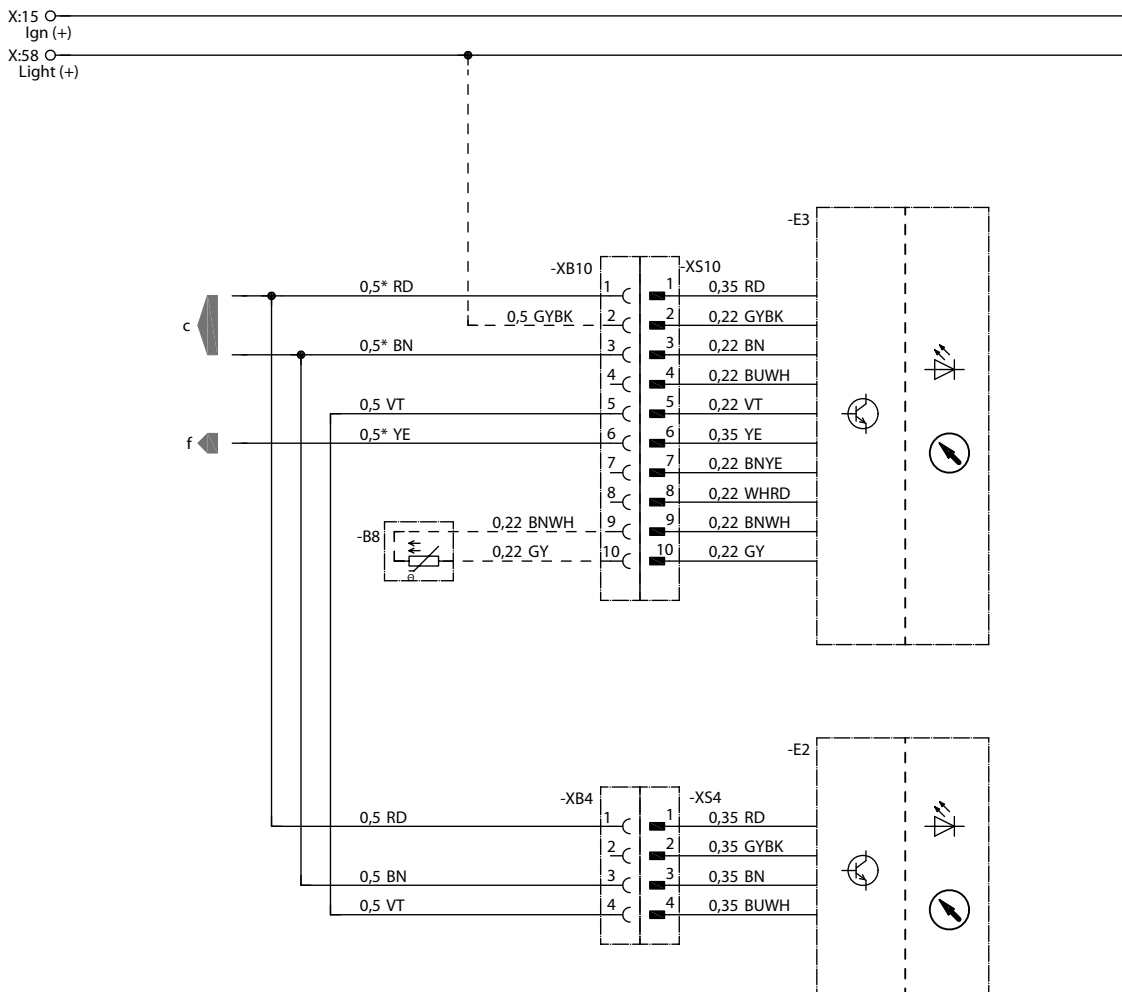 X:15
Ign (+)
X:58
Light (+)
-E3
-XB10 -XS10
0,5* RD 1 1 0,35 RD
c 0,5 GYBK 2 2 0,22 GYBK
0,5* BN 3 3 0,22 BN
4 4 0,22 BUWH
0,5 VT 5 5 0,22 VT
f 0,5* YE 6 6 0,35 YE
7 7 0,22 BNYE
8 8 0,22 WHRD
-B8 0,22 BNWH 9 9 0,22 BNWH
0,22 GY 10 10 0,22 GY
Θ
-E2
-XB4 -XS4
0,5 RD 1 1 0,35 RD
2 2 0,35 GYBK
0,5 BN 3 3 0,35 BN
0,5 VT 4 4 0,35 BUWH